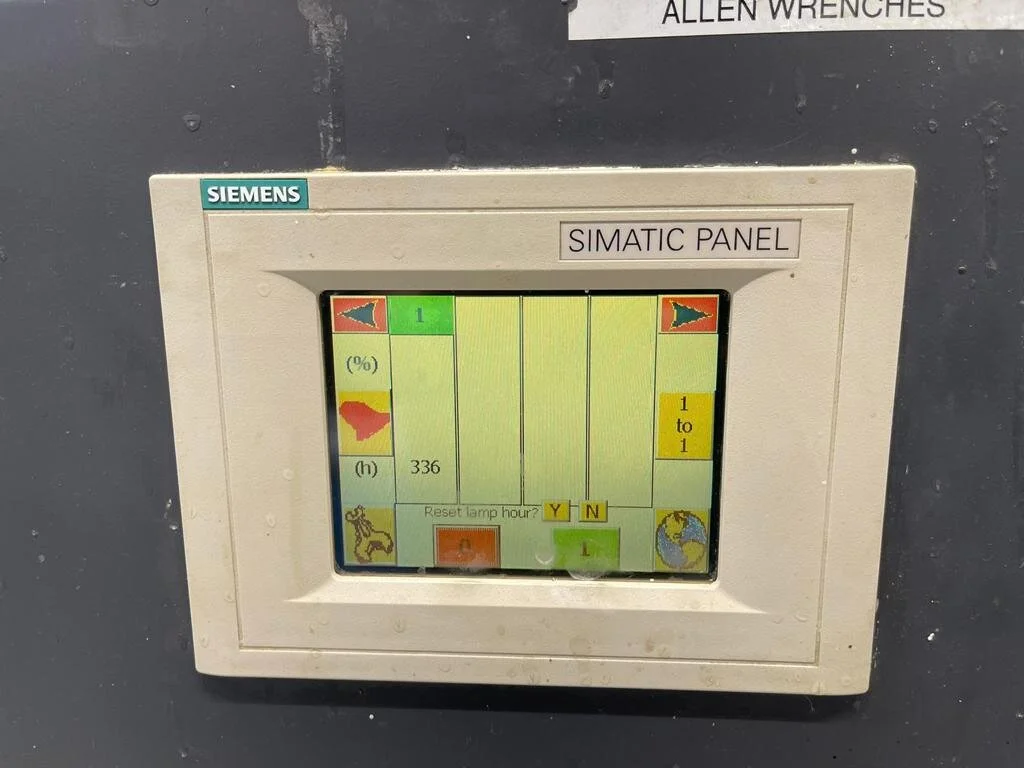 ALLEN WRENCHES
SIEMENS
SIMATIC PANEL
1
(%)
1
to
1
(h) 336
Reset lamp hour? Y N
0 1